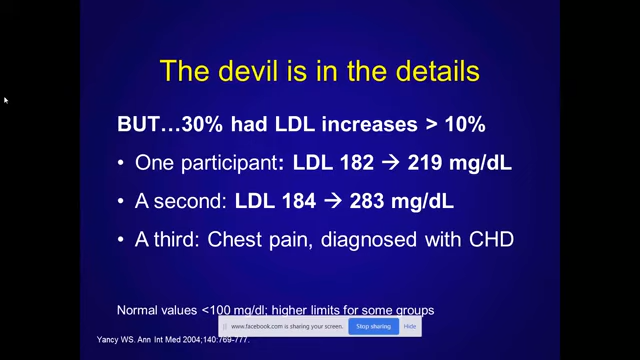 The devil is in the details
BUT…30% had LDL increases > 10%
• One participant: LDL 182 → 219 mg/dL
• A second: LDL 184 → 283 mg/dL
• A third: Chest pain, diagnosed with CHD
Normal values <100 mg/dl; higher limits for some groups
www.facebook.com is sharing your screen. Stop sharing Hide
Yancy WS. Ann Int Med 2004;140:769-777.